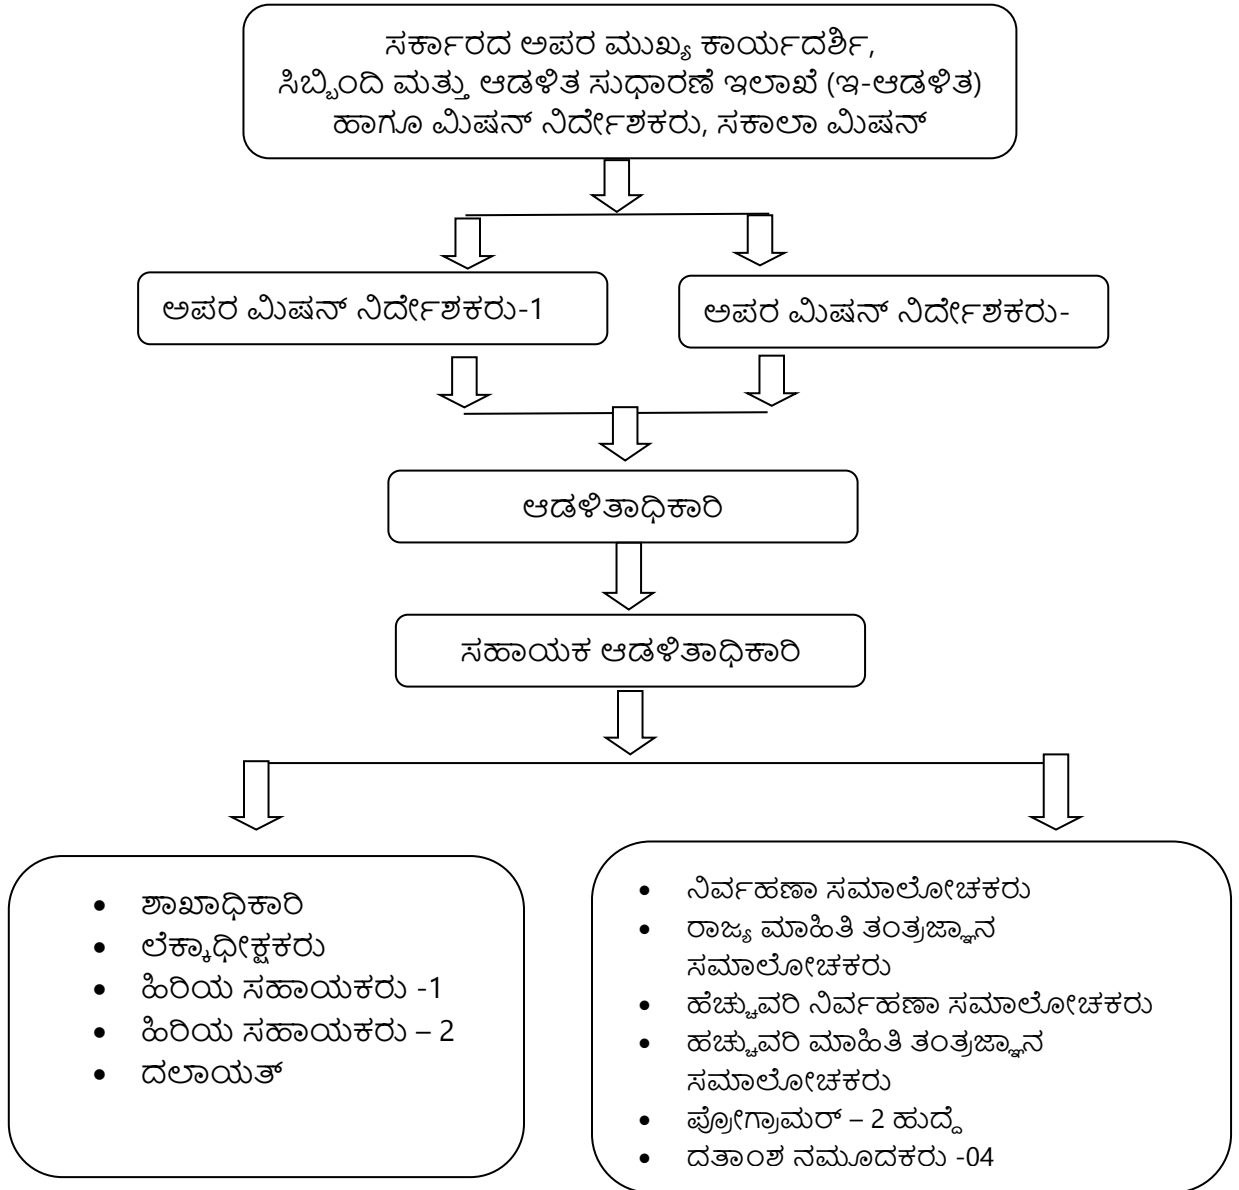 ಸರ್ಕಾರದ ಅಪರ ಮುಖ್ಯ ಕಾರ್ಯದರ್ಶಿ,
ಸಿಬ್ಬಿಂದಿ ಮತ್ತು ಆಡಳಿತ ಸುಧಾರಣೆ ಇಲಾಖೆ (ಇ-ಆಡಳಿತ)
ಹಾಗೂ ಮಿಷನ್ ನಿರ್ದೇಶಕರು, ಸಕಾಲಾ ಮಿಷನ್
ಅಪರ ಮಿಷನ್ ನಿರ್ದೇಶಕರು-1
ಅಪರ ಮಿಷನ್ ನಿರ್ದೇಶಕರು-
ಆಡಳಿತಾಧಿಕಾರಿ
ಸಹಾಯಕ ಆಡಳಿತಾಧಿಕಾರಿ
• ಶಾಖಾಧಿಕಾರಿ
• ಲೆಕ್ಕಾಧೀಕ್ಷಕರು
• ಹಿರಿಯ ಸಹಾಯಕರು -1
• ಹಿರಿಯ ಸಹಾಯಕರು – 2
• ದಲಾಯತ್
• ನಿರ್ವಹಣಾ ಸಮಾಲೋಚಕರು
• ರಾಜ್ಯ ಮಾಹಿತಿ ತಂತ್ರಜ್ಞಾನ
ಸಮಾಲೋಚಕರು
• ಹೆಚ್ಚುವರಿ ನಿರ್ವಹಣಾ ಸಮಾಲೋಚಕರು
• ಹಚ್ಚುವರಿ ಮಾಹಿತಿ ತಂತ್ರಜ್ಞಾನ
ಸಮಾಲೋಚಕರು
• ಪ್ರೋಗ್ರಾಮರ್ – 2 ಹುದ್ದೆ
• ದತಾಂಶ ನಮೂದಕರು -04